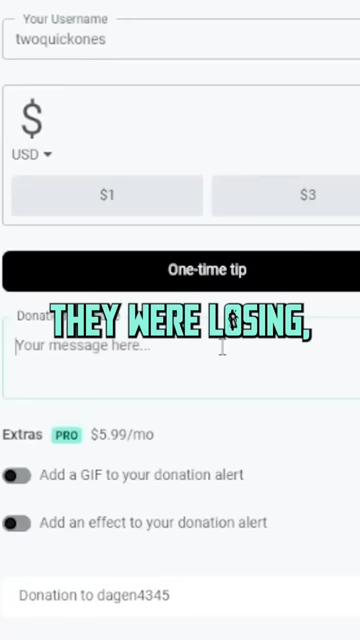 Your Username
twoquickones
$
USD
$1
$3
One-time tip
THEY WERE LOSING,
Your message here...
Extras PRO $5.99/mo
Add a GIF to your donation alert
Add an effect to your donation alert
Donation to dagen4345